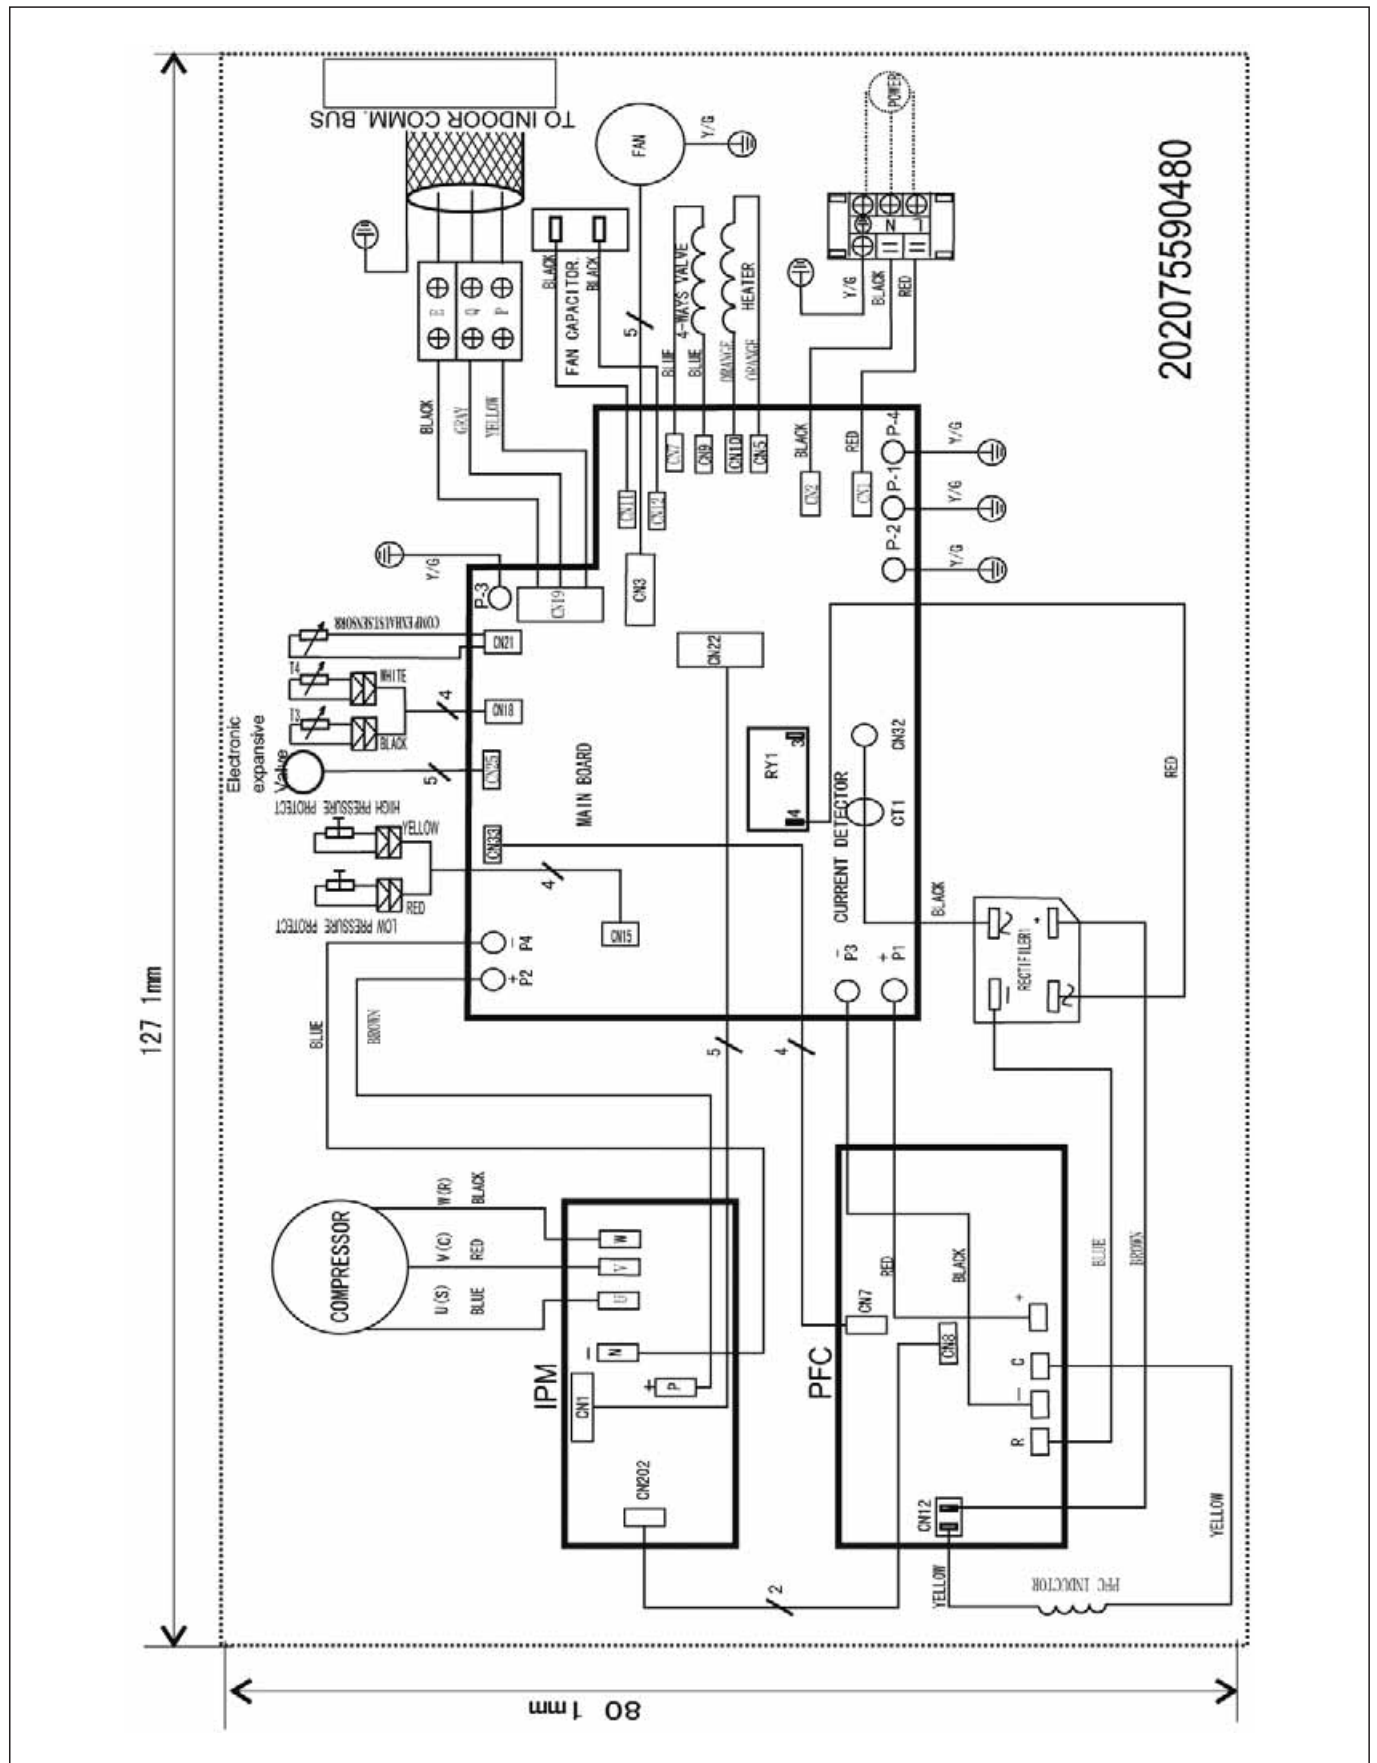 TO INDOOR COMM. BUS
POWER
FAN
Y/G
202075590480
N
L
Y/G
BLACK
RED
E
Q
P
BLACK
FAN CAPACITOR.
BLACK
5
4-WAYS VALVE
HEATER
BLUE
BLUE
ORANGE
ORANGE
BLACK
GRAY
YELLOW
CN7
CN9
CN10
CN5
BLACK
RED
CN2
CN1
P-4
P-1
P-2
Y/G
Y/G
Y/G
CN11
CN12
Y/G
P-3
CN19
CN3
COMPEXHAUSTSENSORR
CN21
CN22
T4
WHITE
4
CN18
T3
BLACK
Electronic
expansive
Valve
5
CN25
MAIN BOARD
RY1
3
4
CN32
CT1
CURRENT DETECTOR
RED
HIGH PRESSURE PROTECT
YELLOW
CN33
4
LOW PRESSURE PROTECT
RED
CN15
BLACK
RECTIFILER1
+
-
- P4
+ P2
- P3
+ P1
127 1mm
BLUE
BROWN
5
4
COMPRESSOR
W(R)
BLACK
V(C)
RED
U(S)
BLUE
W
V
U
- N
+ P
IPM
CN1
CN202
2
RED
BLACK
BLUE
BROWN
CN7
CN8
PFC
+
C
-
R
CN12
YELLOW
YELLOW
PFC INDUCTOR
80 1mm